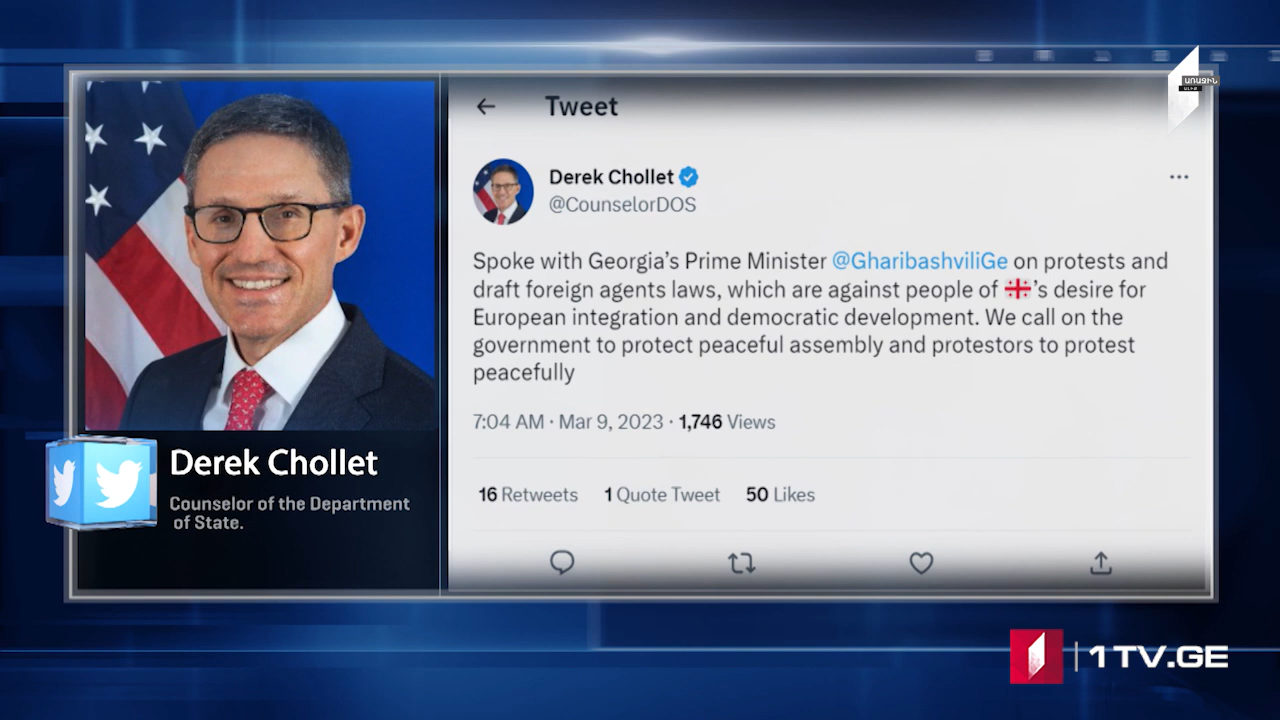 ԱՌԱՋԻՆ
ԱԼԻՔ
Tweet
Derek Chollet
@CounselorDOS
Spoke with Georgia’s Prime Minister @GharibashviliGe on protests and
draft foreign agents laws, which are against people of 🇬🇪’s desire for
European integration and democratic development. We call on the
government to protect peaceful assembly and protestors to protest
peacefully
7:04 AM · Mar 9, 2023 · 1,746 Views
16 Retweets 1 Quote Tweet 50 Likes
Derek Chollet
Counselor of the Department
of State.
1TV.GE